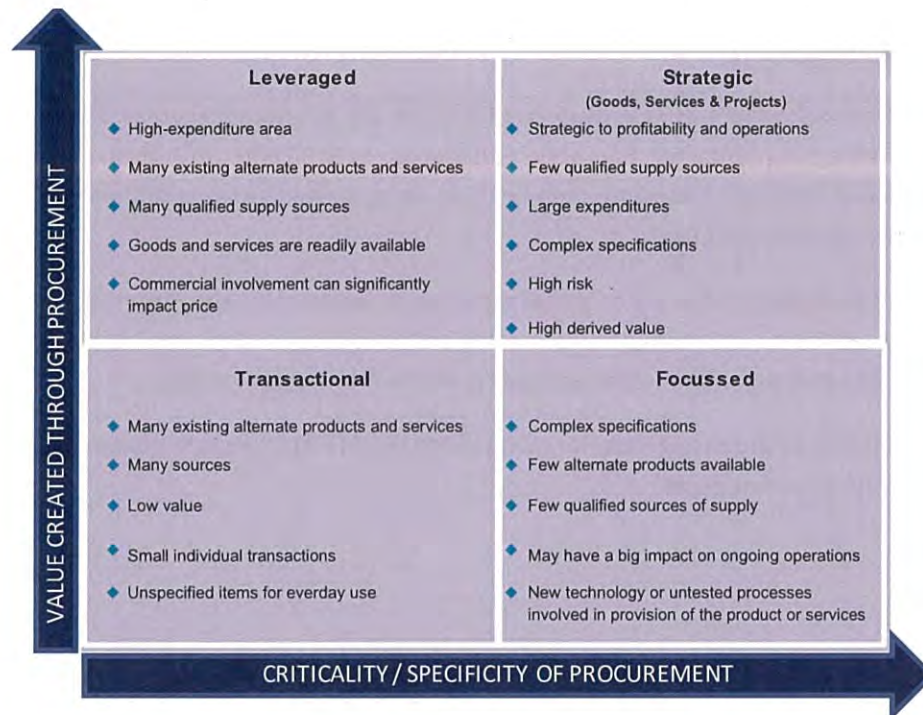 VALUE CREATED THROUGH PROCUREMENT
Leveraged
High-expenditure area
Many existing alternate products and services
Many qualified supply sources
Goods and services are readily available
Commercial involvement can significantly
impact price
Strategic
(Goods, Services & Projects)
Strategic to profitability and operations
Few qualified supply sources
Large expenditures
Complex specifications
High risk
High derived value
Transactional
Many existing alternate products and services
Many sources
Low value
Small individual transactions
Unspecified items for everday use
Focussed
Complex specifications
Few alternate products available
Few qualified sources of supply
May have a big impact on ongoing operations
New technology or untested processes
involved in provision of the product or services
CRITICALITY / SPECIFICITY OF PROCUREMENT